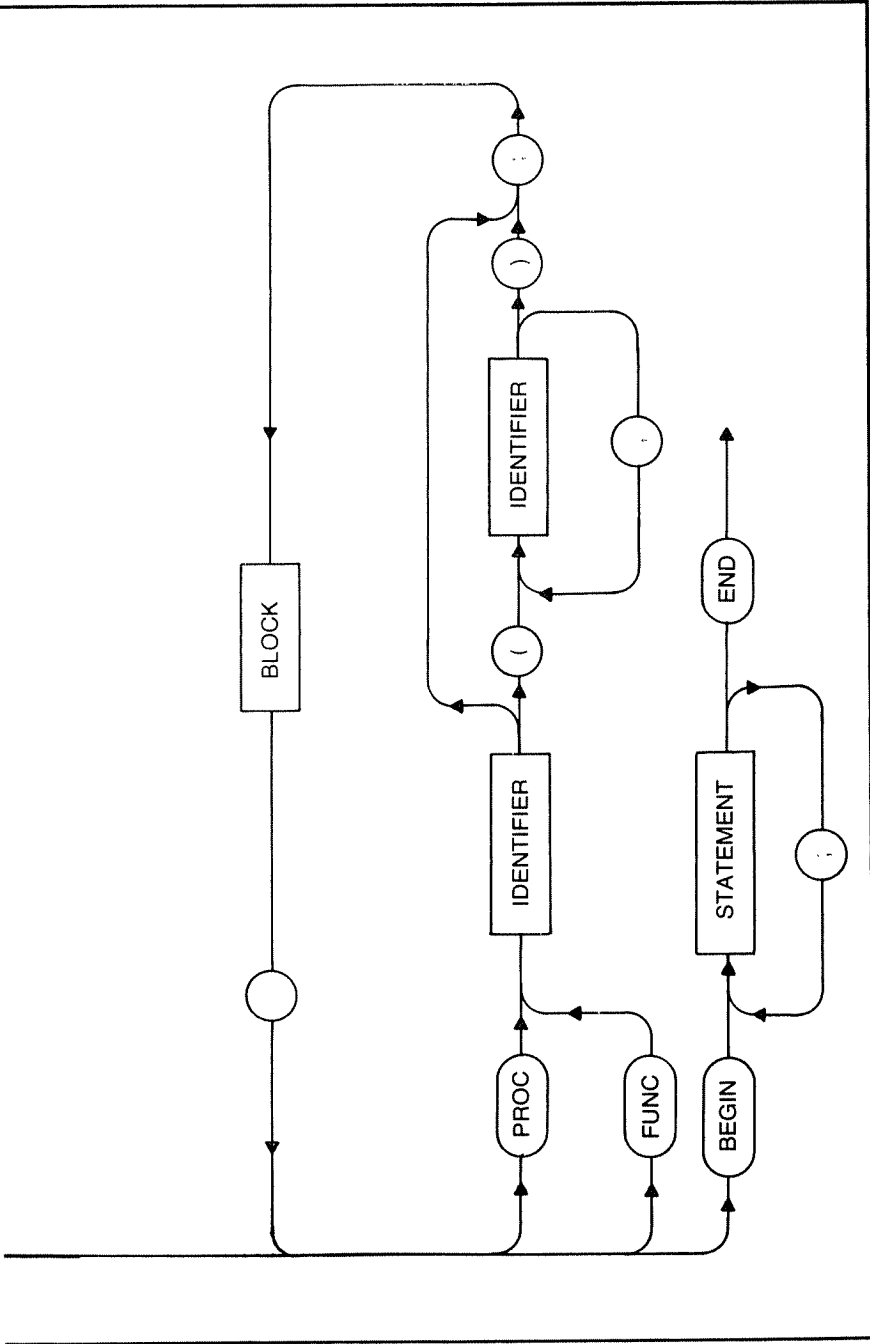 BLOCK
PROC
IDENTIFIER
(
IDENTIFIER
)
;
,
FUNC
BEGIN
STATEMENT
;
END